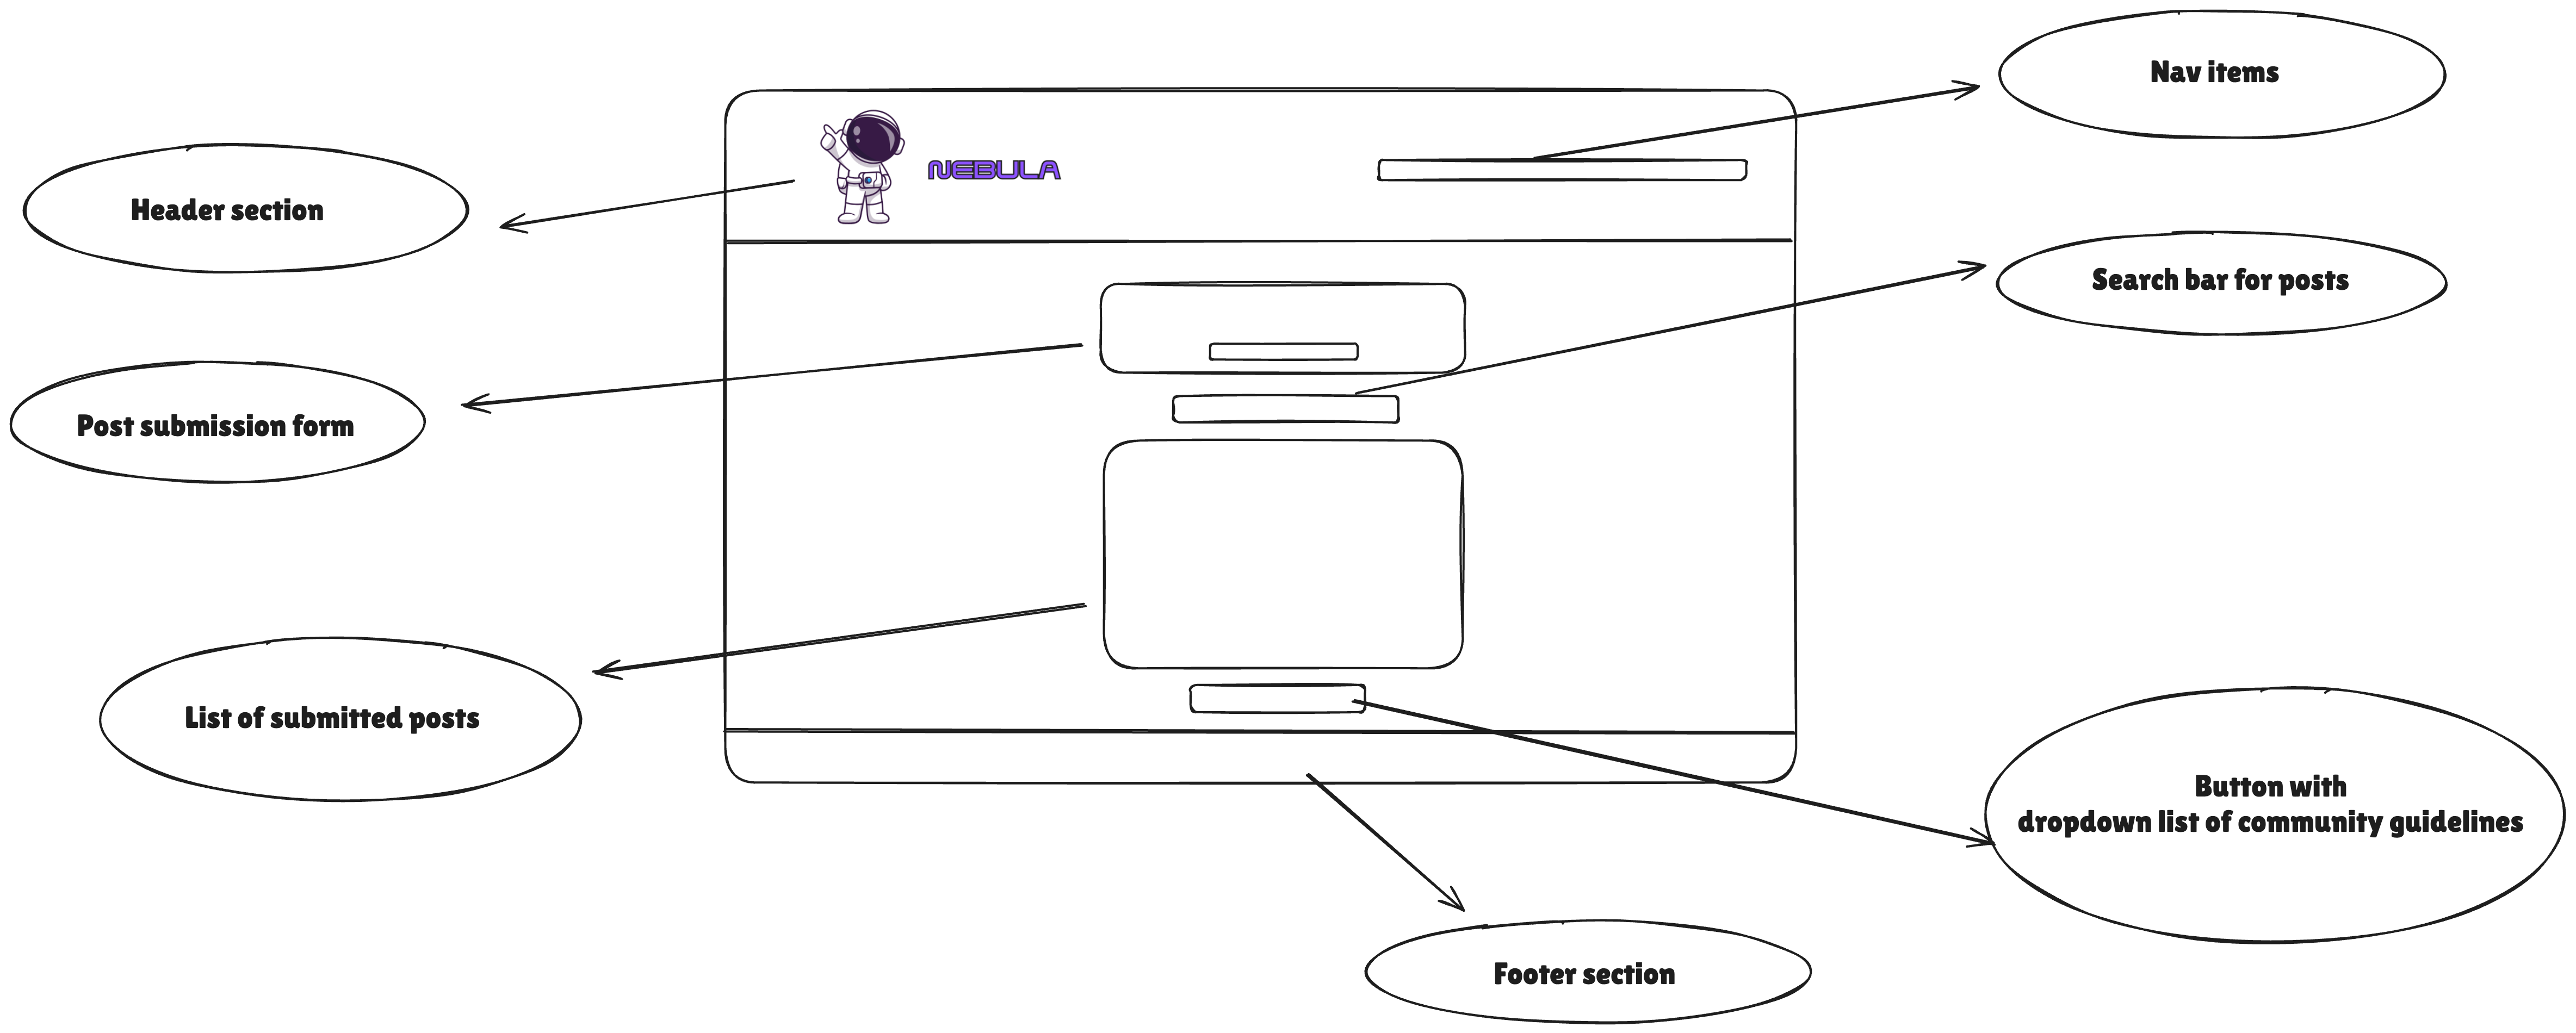 Nav items
Header section
NEBULA
Search bar for posts
Post submission form
List of submitted posts
Button with
dropdown list of community guidelines
Footer section